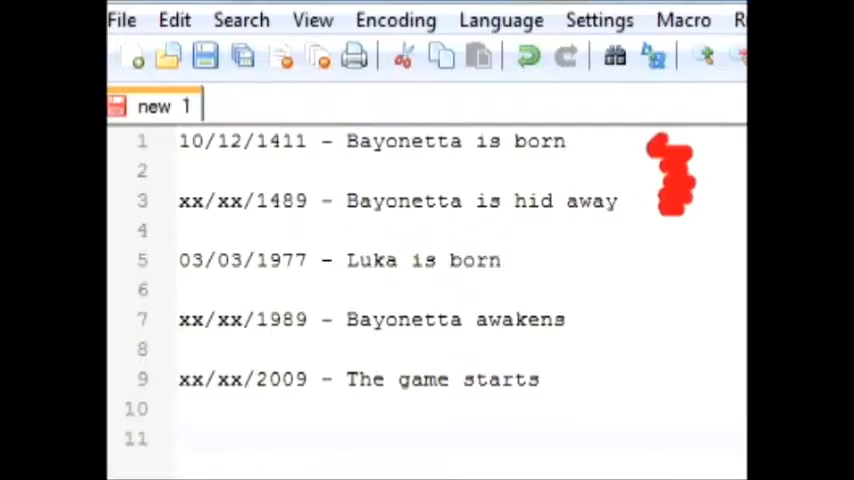 File Edit Search View Encoding Language Settings Macro R
new 1
1 10/12/1411 - Bayonetta is born
2
3 xx/xx/1489 - Bayonetta is hid away
4
5 03/03/1977 - Luka is born
6
7 xx/xx/1989 - Bayonetta awakens
8
9 xx/xx/2009 - The game starts
10
11